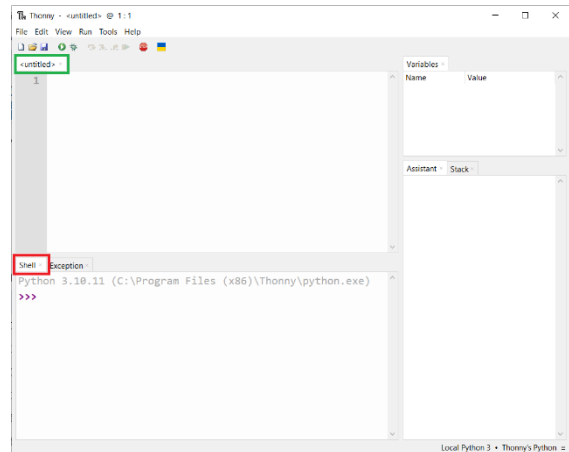 Thonny - <untitled> @ 1:1
File Edit View Run Tools Help
<untitled>
1
Variables
Name Value
Assistant Stack
Shell Exception
Python 3.10.11 (C:\Program Files (x86)\Thonny\python.exe)
>>>
Local Python 3 • Thonny's Python ≡